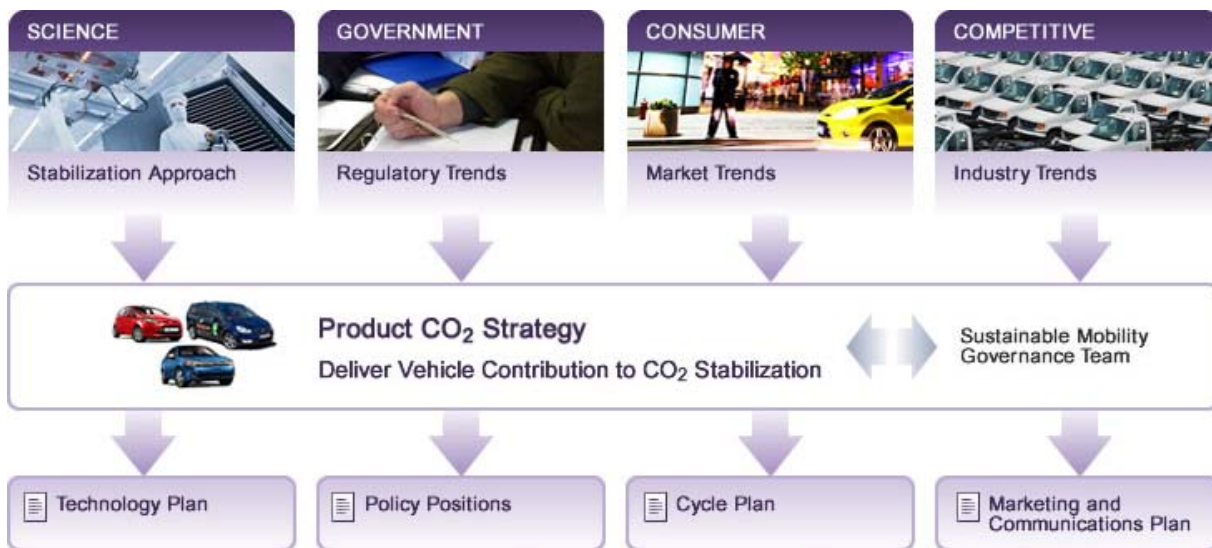 SCIENCE
Stabilization Approach
GOVERNMENT
Regulatory Trends
CONSUMER
Market Trends
COMPETITIVE
Industry Trends
Product CO₂ Strategy
Deliver Vehicle Contribution to CO₂ Stabilization
Sustainable Mobility
Governance Team
Technology Plan
Policy Positions
Cycle Plan
Marketing and
Communications Plan